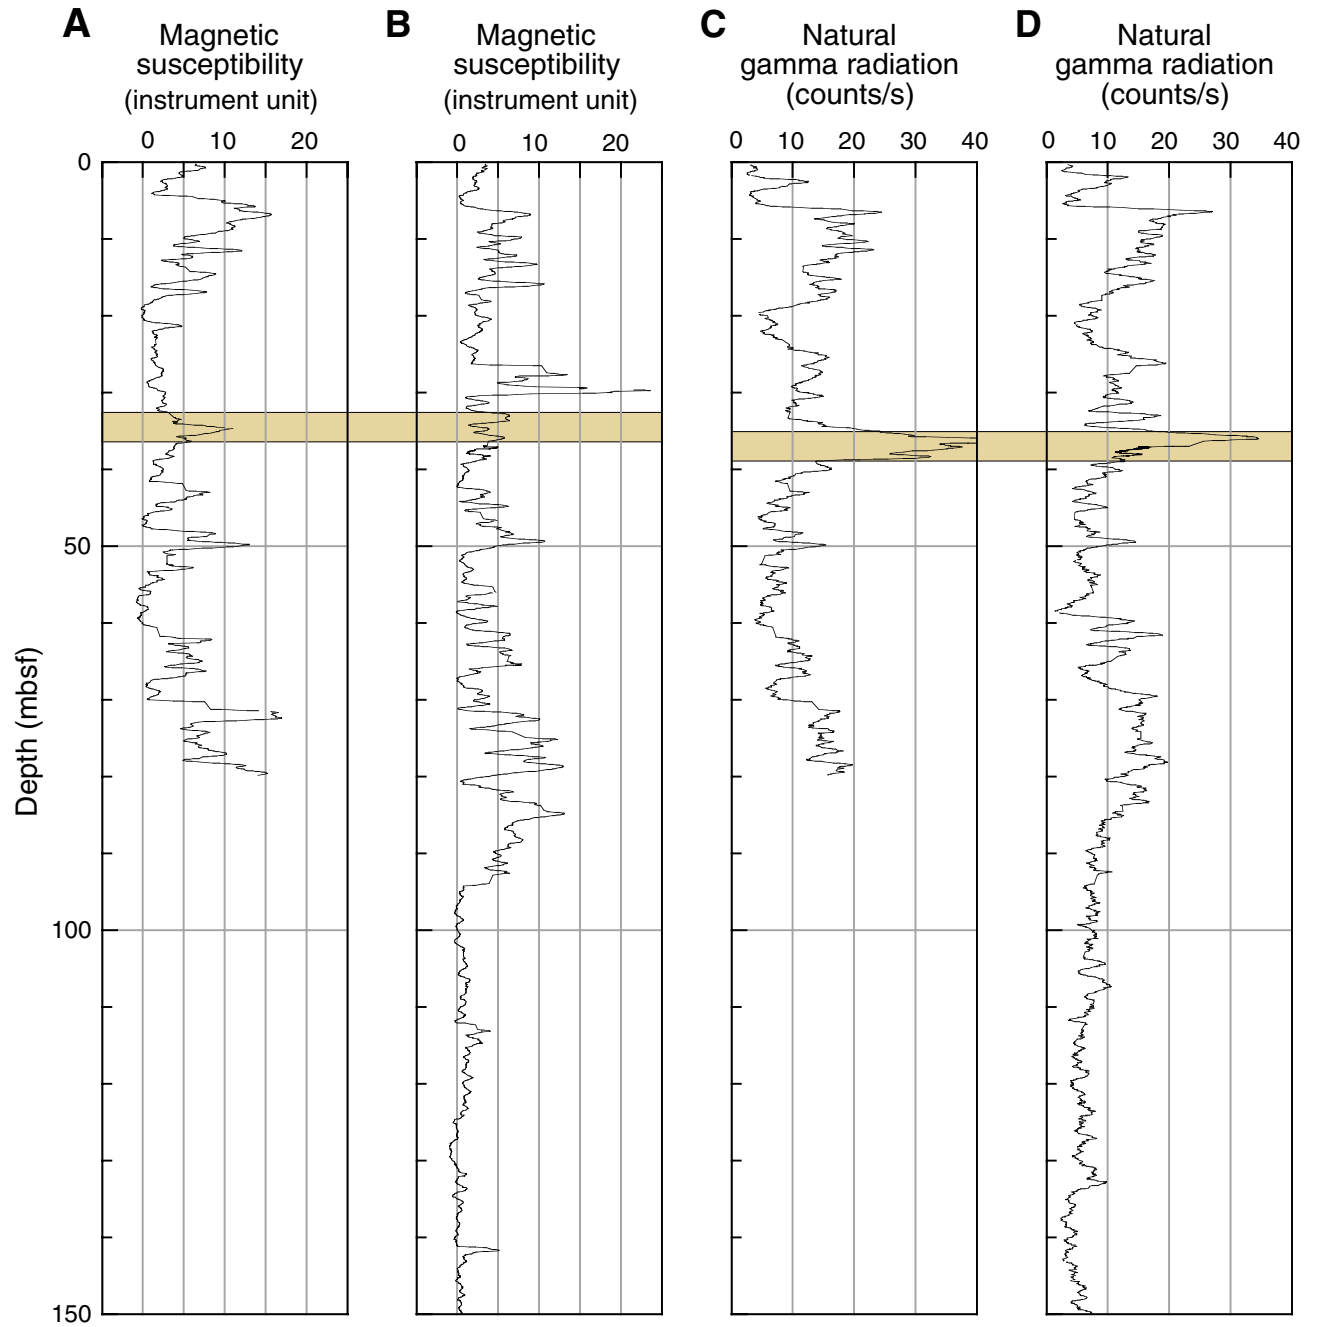 A
Magnetic
susceptibility
(instrument unit)
0 10 20
B
Magnetic
susceptibility
(instrument unit)
0 10 20
C
Natural
gamma radiation
(counts/s)
0 10 20 30 40
D
Natural
gamma radiation
(counts/s)
0 10 20 30 40
0
50
100
150
Depth (mbsf)